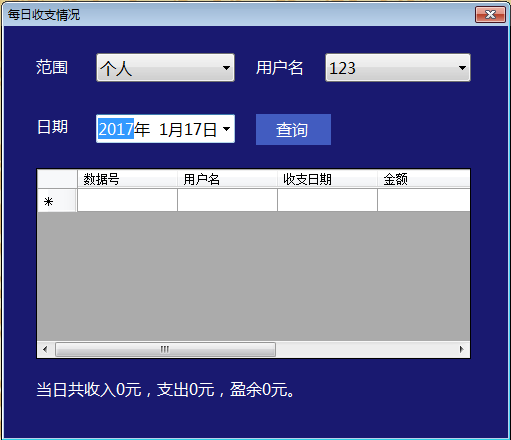 每日收支情况
范围 个人 用户名 123
日期 2017年 1月17日 查询
数据号 用户名 收支日期 金额
当日共收入0元，支出0元，盈余0元。